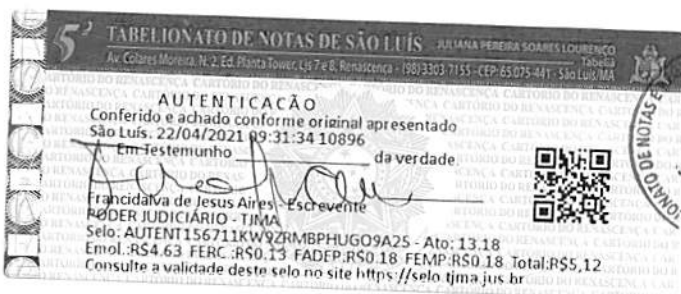 5º TABELIONATO DE NOTAS DE SÃO LUÍS JULIANA PEREIRA SOARES LOURENÇO
Tabeliã
Av. Colares Moreira, N. 2, Ed. Planta Tower, Ljs 7 e 8, Renascença - (98)3303-7155 - CEP: 65.075-441 - São Luís/MA
AUTENTICAÇÃO
Conferido e achado conforme original apresentado
São Luís. 22/04/2021 09:31:34 10896
Em Testemunho da verdade.
Francidalva de Jesus Aires - Escrevente
PODER JUDICIÁRIO - TJMA
Selo: AUTENT156711KW9ZRMBPHUGO9A25 - Ato: 13.18
Emol.:R$4.63 FERC.:R$0.13 FADEP:R$0.18 FEMP:R$0.18 Total:R$5,12
Consulte a validade deste selo no site https://selo.tjma.jus.br